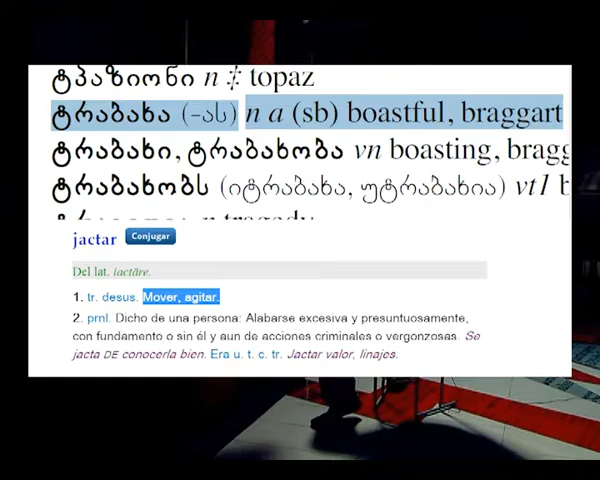 ტპაზიონი n ⁑ topaz
ტრაბახა (–ას) n a (sb) boastful, braggart
ტრაბახი, ტრაბახობა vn boasting,
ტრაბახობს (იტრაბახა, უტრაბახია) vt1
n tragedy
jactar Conjugar
Del lat. iactāre.
1. tr. desus. Mover, agitar.
2. prnl. Dicho de una persona: Alabarse excesiva y presuntuosamente,
con fundamento o sin él y aun de acciones criminales o vergonzosas. Se
jacta DE conocerla bien. Era u. t. c. tr. Jactar valor, linajes.